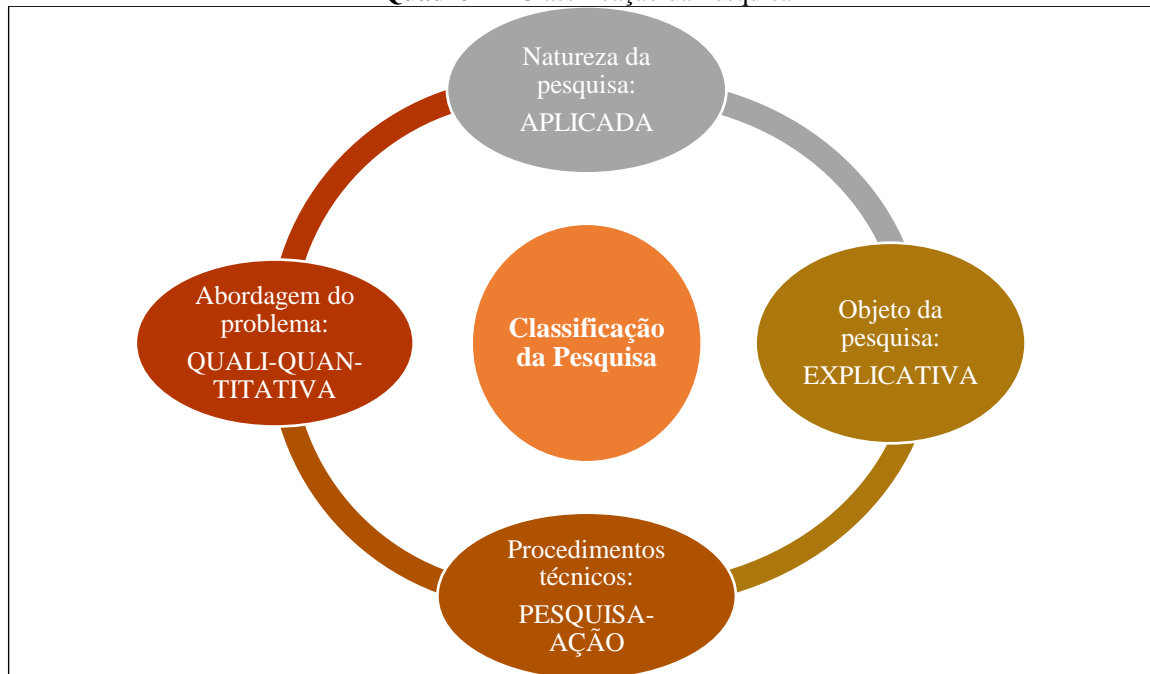 Natureza da
pesquisa:
APLICADA
Abordagem do
problema:
QUALI-QUAN-
TITATIVA
Classificação
da Pesquisa
Objeto da
pesquisa:
EXPLICATIVA
Procedimentos
técnicos:
PESQUISA-
AÇÃO